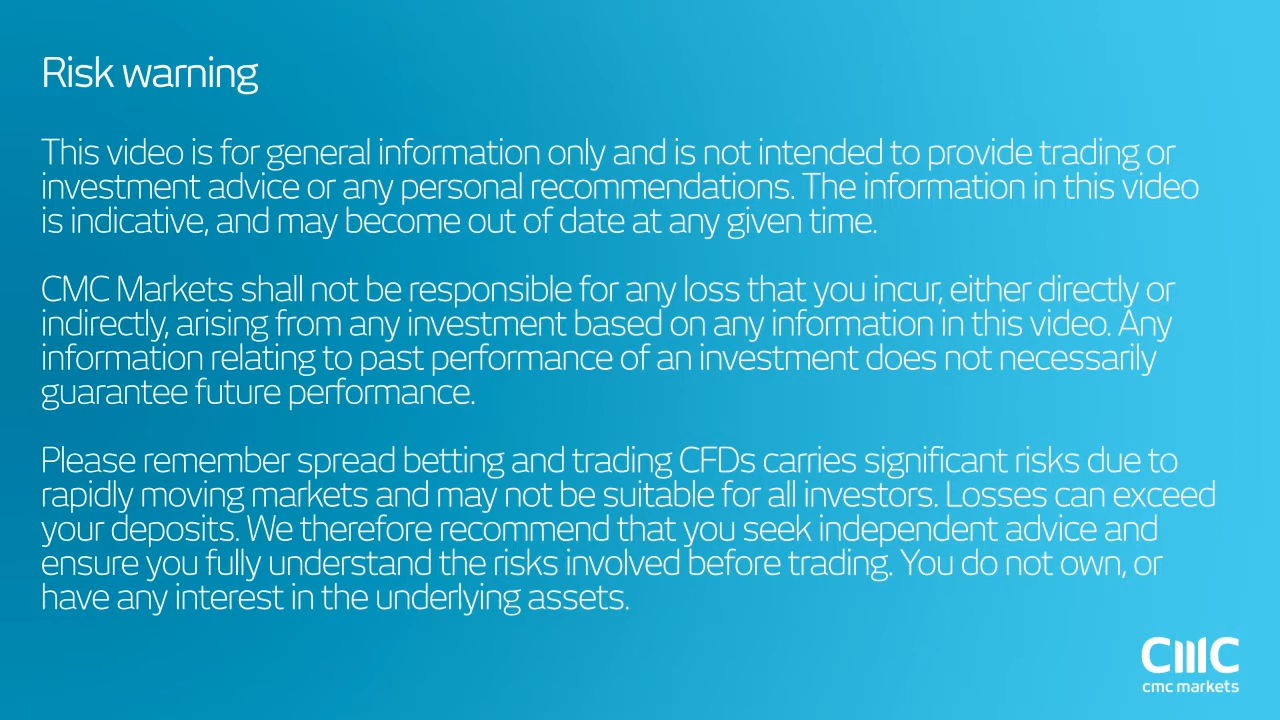 Risk warning
This video is for general information only and is not intended to provide trading or
investment advice or any personal recommendations. The information in this video
is indicative, and may become out of date at any given time.
CMC Markets shall not be responsible for any loss that you incur, either directly or
indirectly, arising from any investment based on any information in this video. Any
information relating to past performance of an investment does not necessarily
guarantee future performance.
Please remember spread betting and trading CFDs carries significant risks due to
rapidly moving markets and may not be suitable for all investors. Losses can exceed
your deposits. We therefore recommend that you seek independent advice and
ensure you fully understand the risks involved before trading. You do not own, or
have any interest in the underlying assets.
CMC
cmc markets